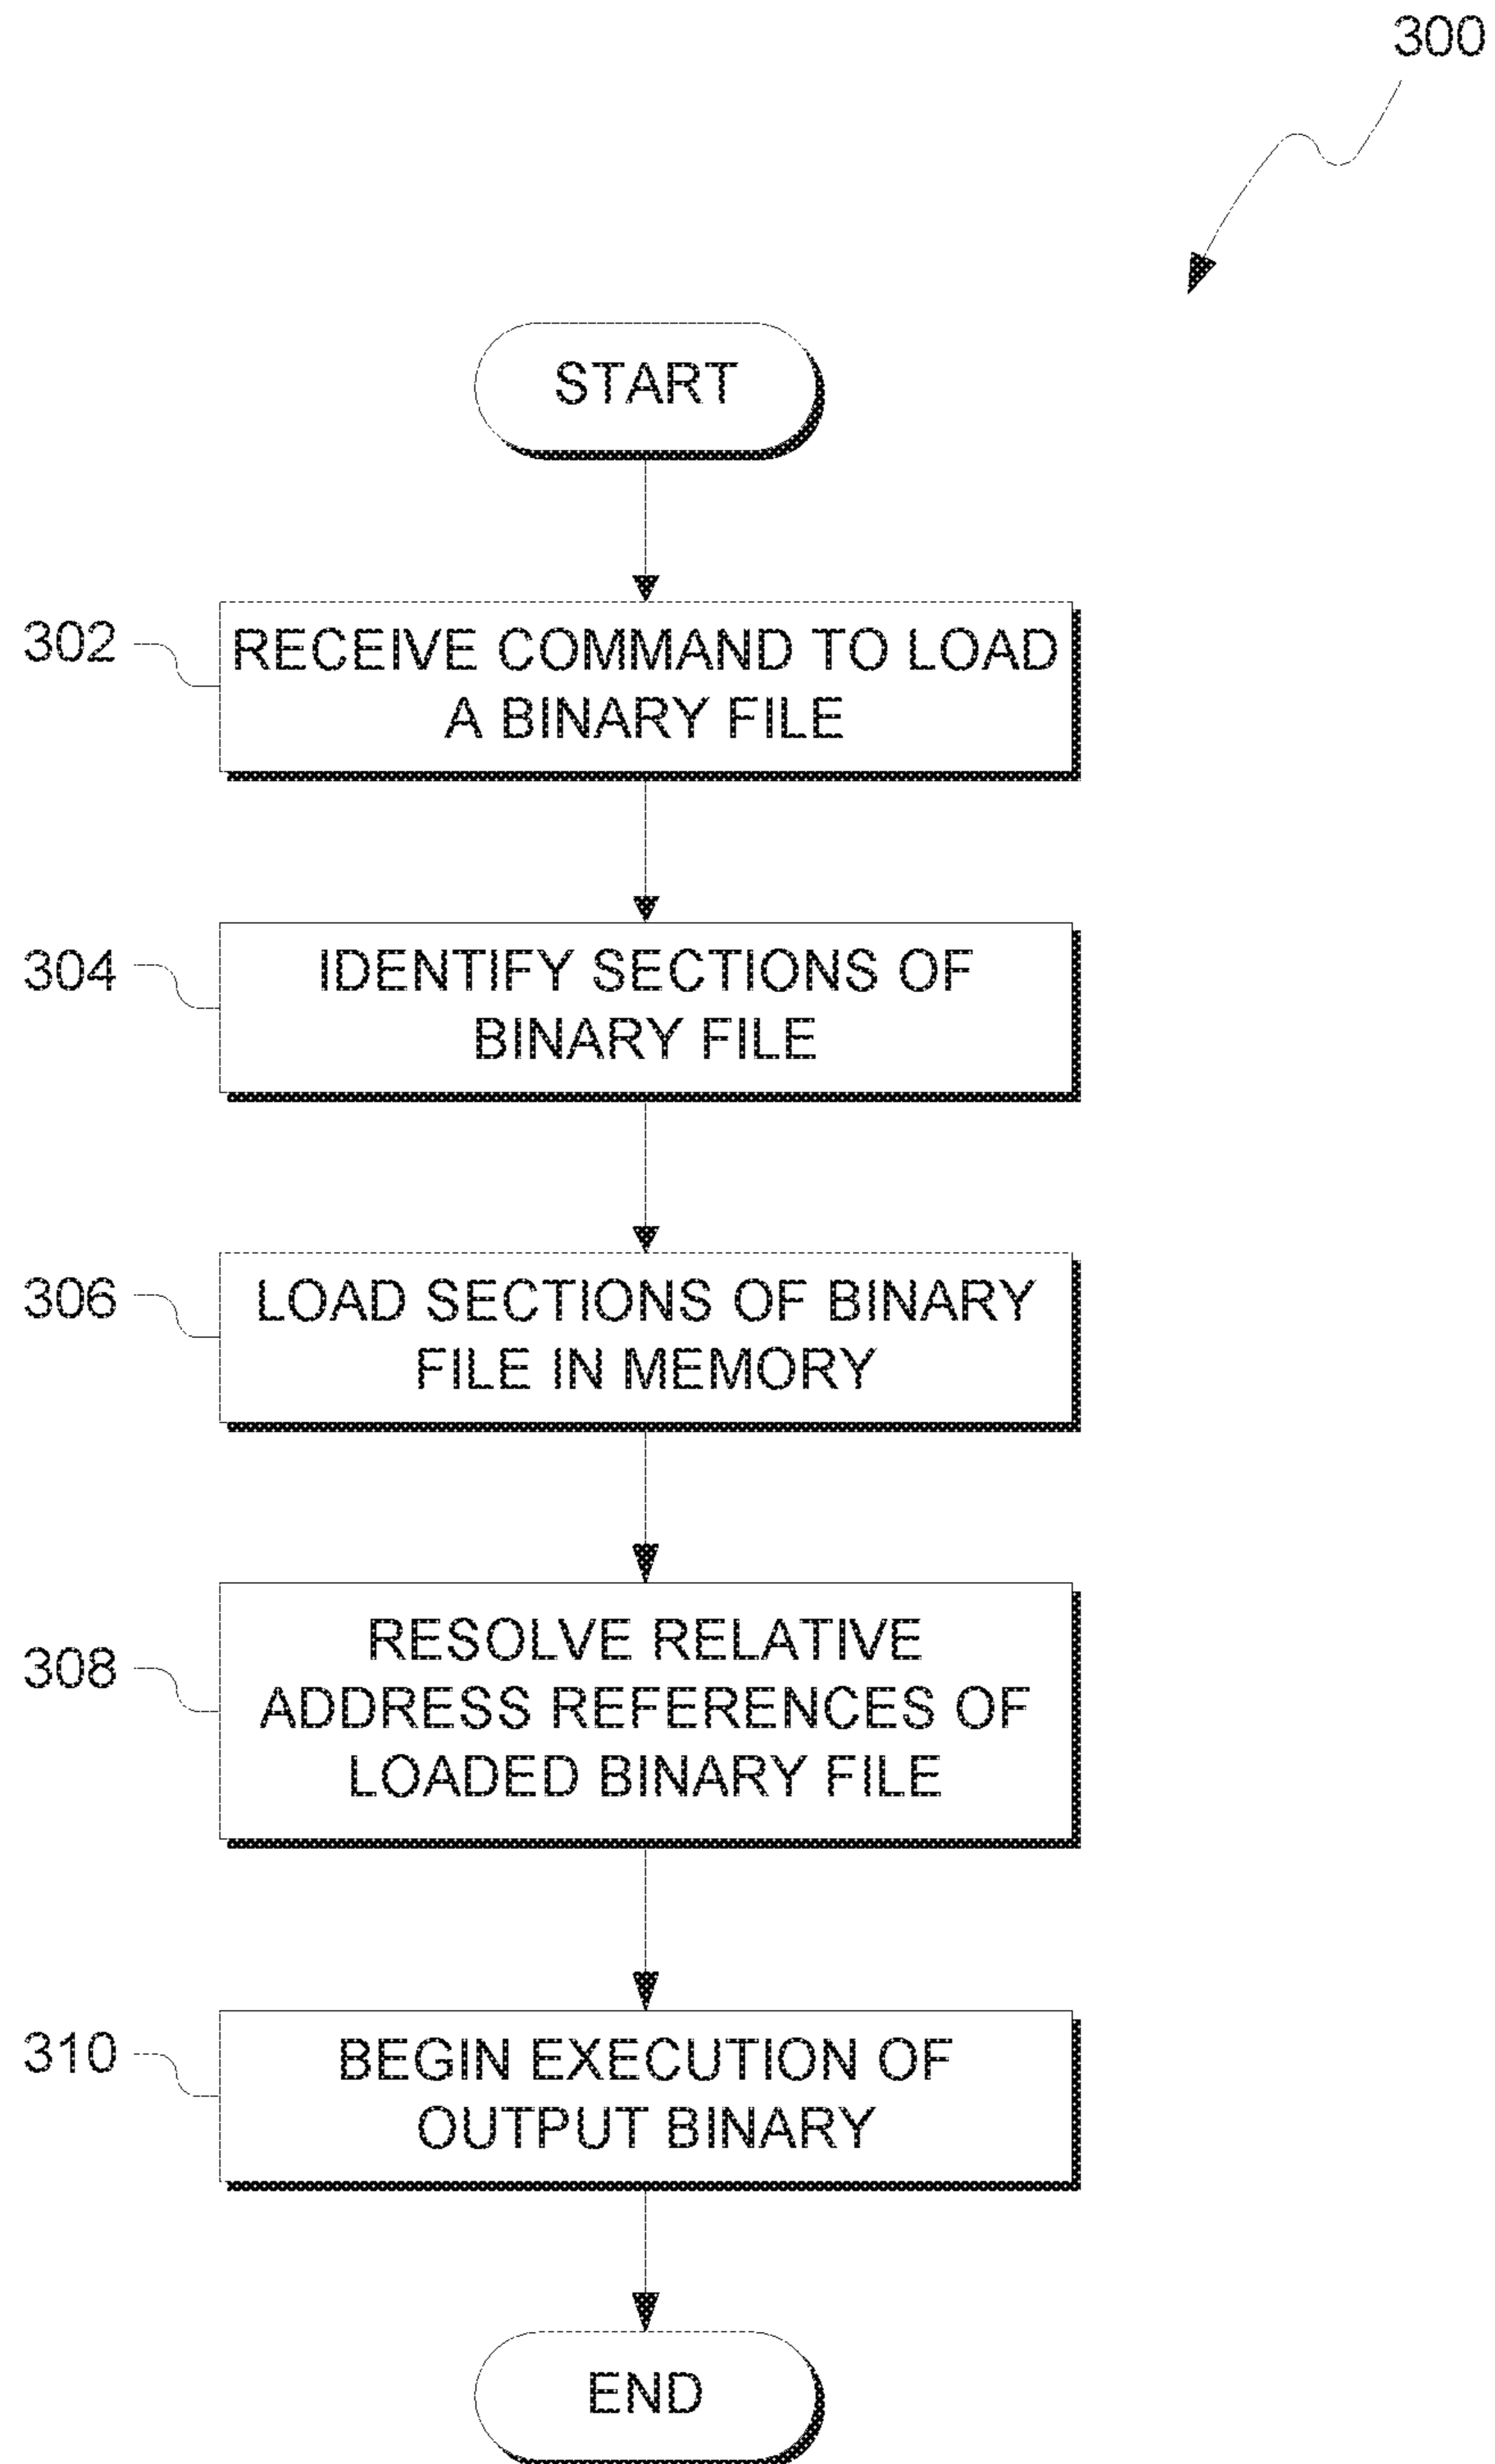 300
START
302
RECEIVE COMMAND TO LOAD
A BINARY FILE
304
IDENTIFY SECTIONS OF
BINARY FILE
306
LOAD SECTIONS OF BINARY
FILE IN MEMORY
308
RESOLVE RELATIVE
ADDRESS REFERENCES OF
LOADED BINARY FILE
310
BEGIN EXECUTION OF
OUTPUT BINARY
END